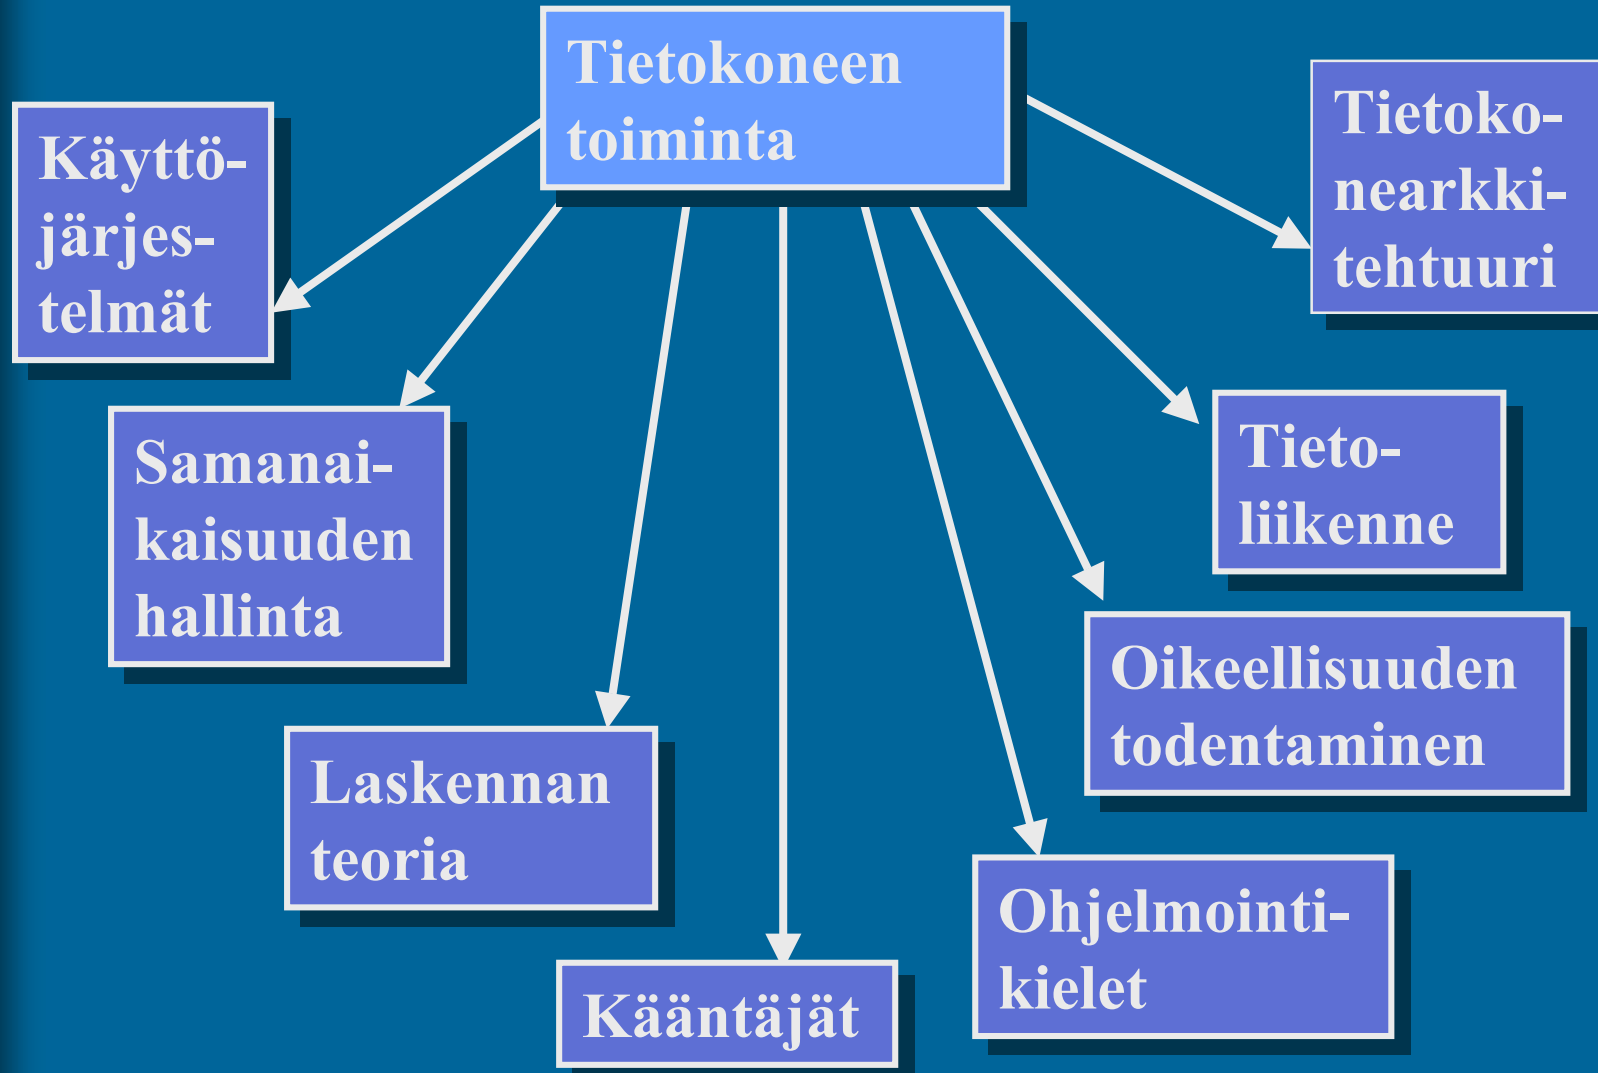 Tietokoneen
toiminta
Käyttö-
järjes-
telmät
Samanai-
kaisuuden
hallinta
Laskennan
teoria
Kääntäjät
Ohjelmointi-
kielet
Oikeellisuuden
todentaminen
Tieto-
liikenne
Tietoko-
nearkki-
tehtuuri